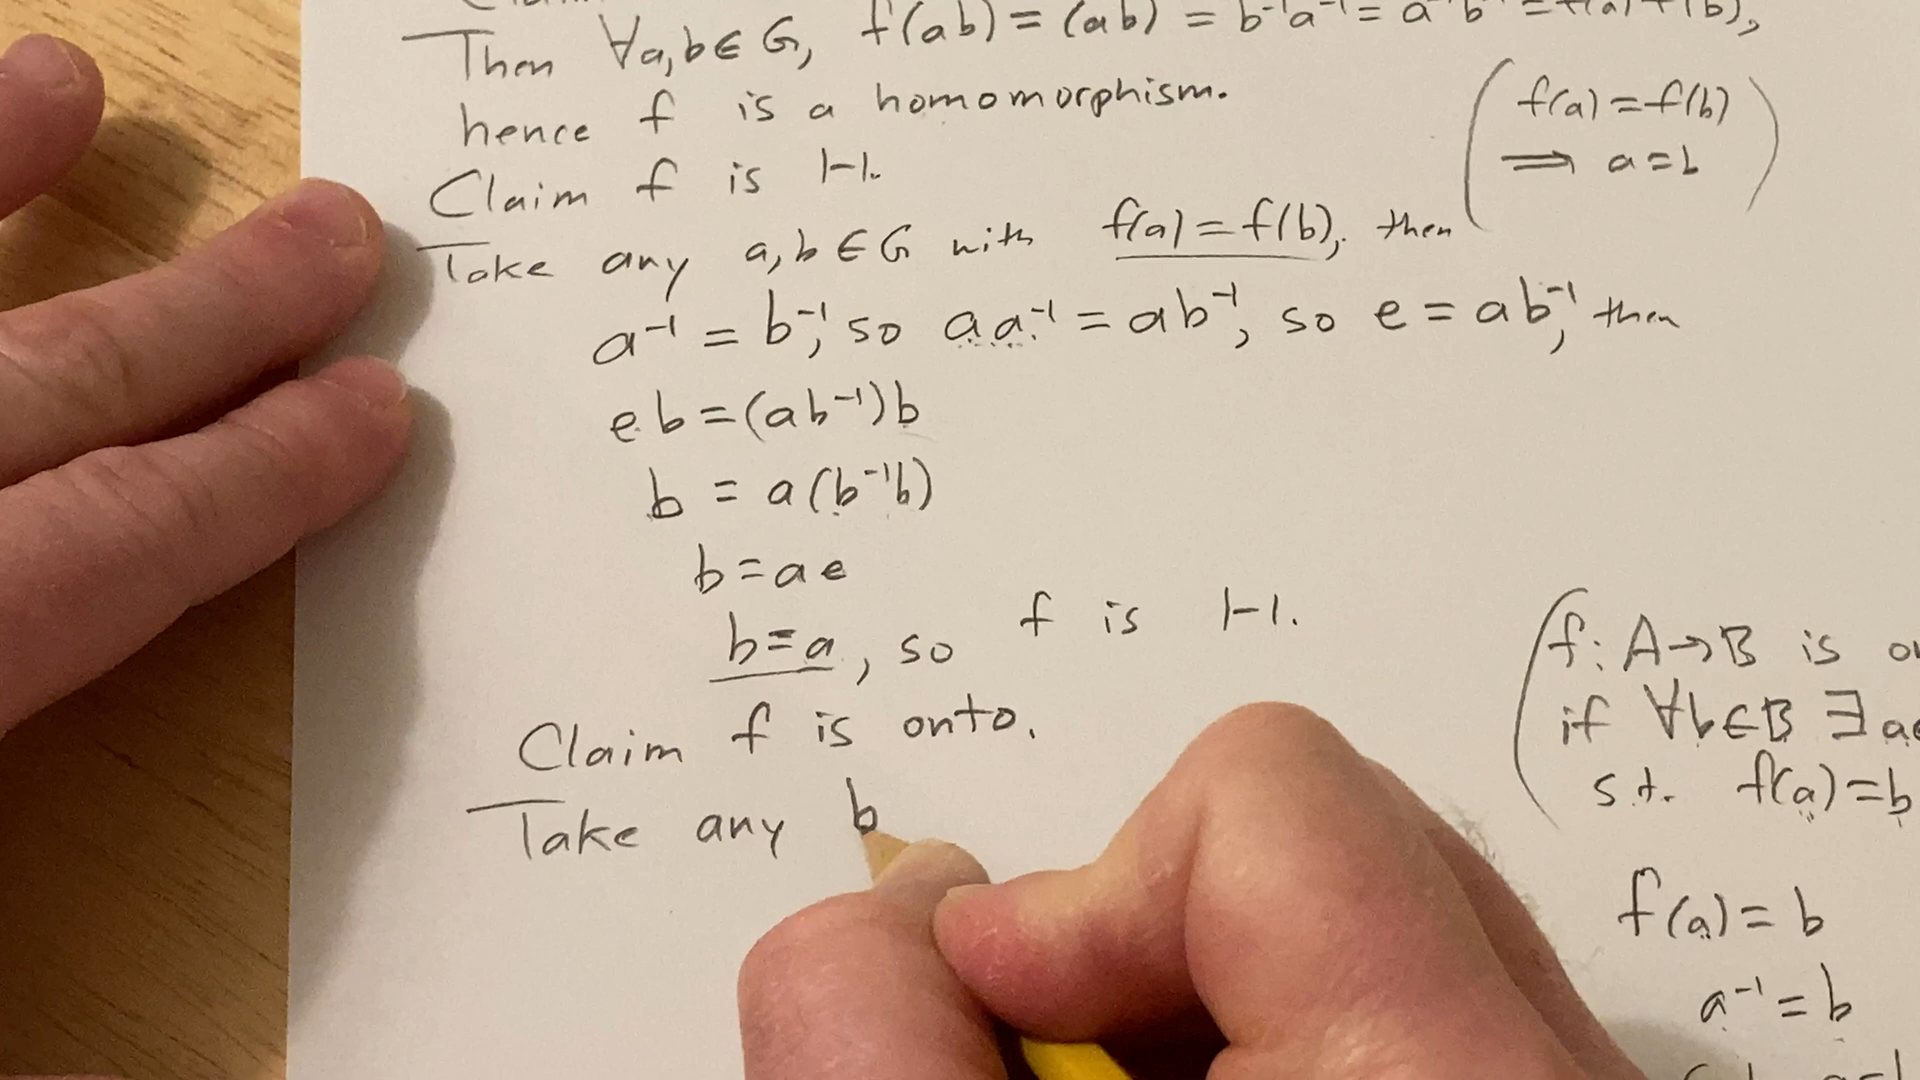 Then ∀a,b∈G, f(ab) = (ab) = b⁻¹a⁻¹ = a⁻¹b⁻¹ = f(a)f(b),
hence f is a homomorphism.
(f(a)=f(b)
⟹ a=b)
Claim f is 1-1.
Take any a,b∈G with f(a)=f(b), then
a⁻¹ = b⁻¹, so aa⁻¹ = ab⁻¹, so e = ab⁻¹, then
eb=(ab⁻¹)b
b = a(b⁻¹b)
b=ae
b=a, so f is 1-1.
Claim f is onto.
Take any b
(f: A→B is
if ∀b∈B ∃
s.t. f(a)=b
f(a)=b
a⁻¹=b